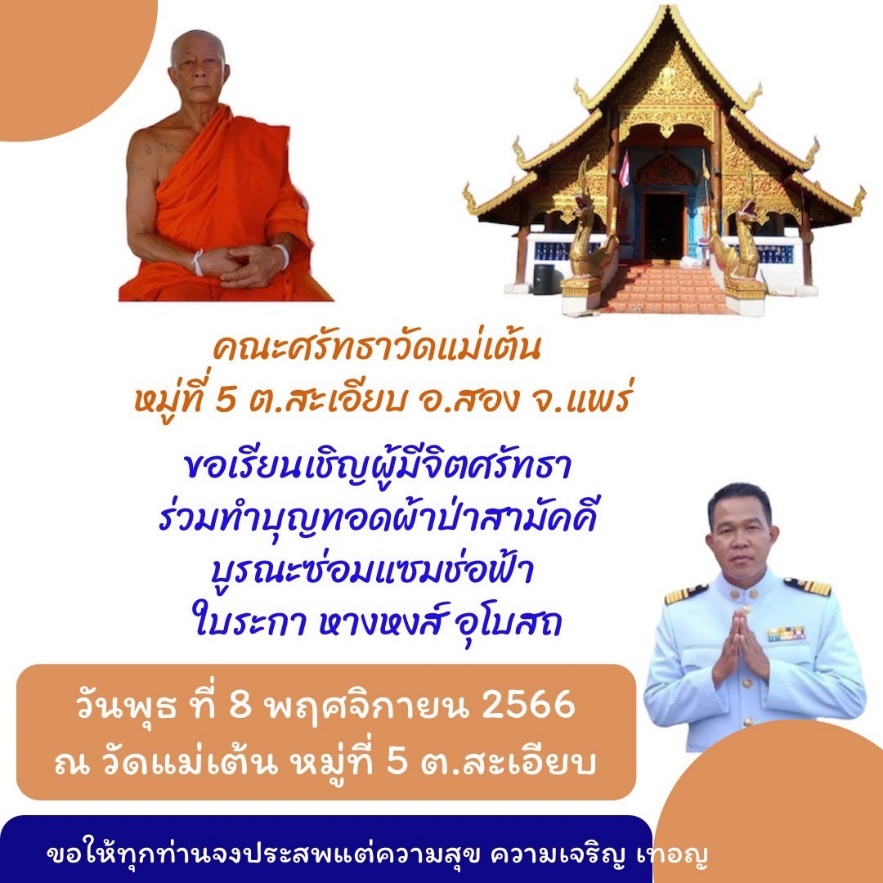 คณะศรัทธาวัดแม่เต้น
หมู่ที่ 5 ต.สะเอียบ อ.สอง จ.แพร่
ขอเรียนเชิญผู้มีจิตศรัทธา
ร่วมทำบุญทอดผ้าป่าสามัคคี
บูรณะซ่อมแซมช่อฟ้า
ใบระกา หางหงส์ อุโบสถ
วันพุธ ที่ 8 พฤศจิกายน 2566
ณ วัดแม่เต้น หมู่ที่ 5 ต.สะเอียบ
ขอให้ทุกท่านจงประสพแต่ความสุข ความเจริญ เทอญ